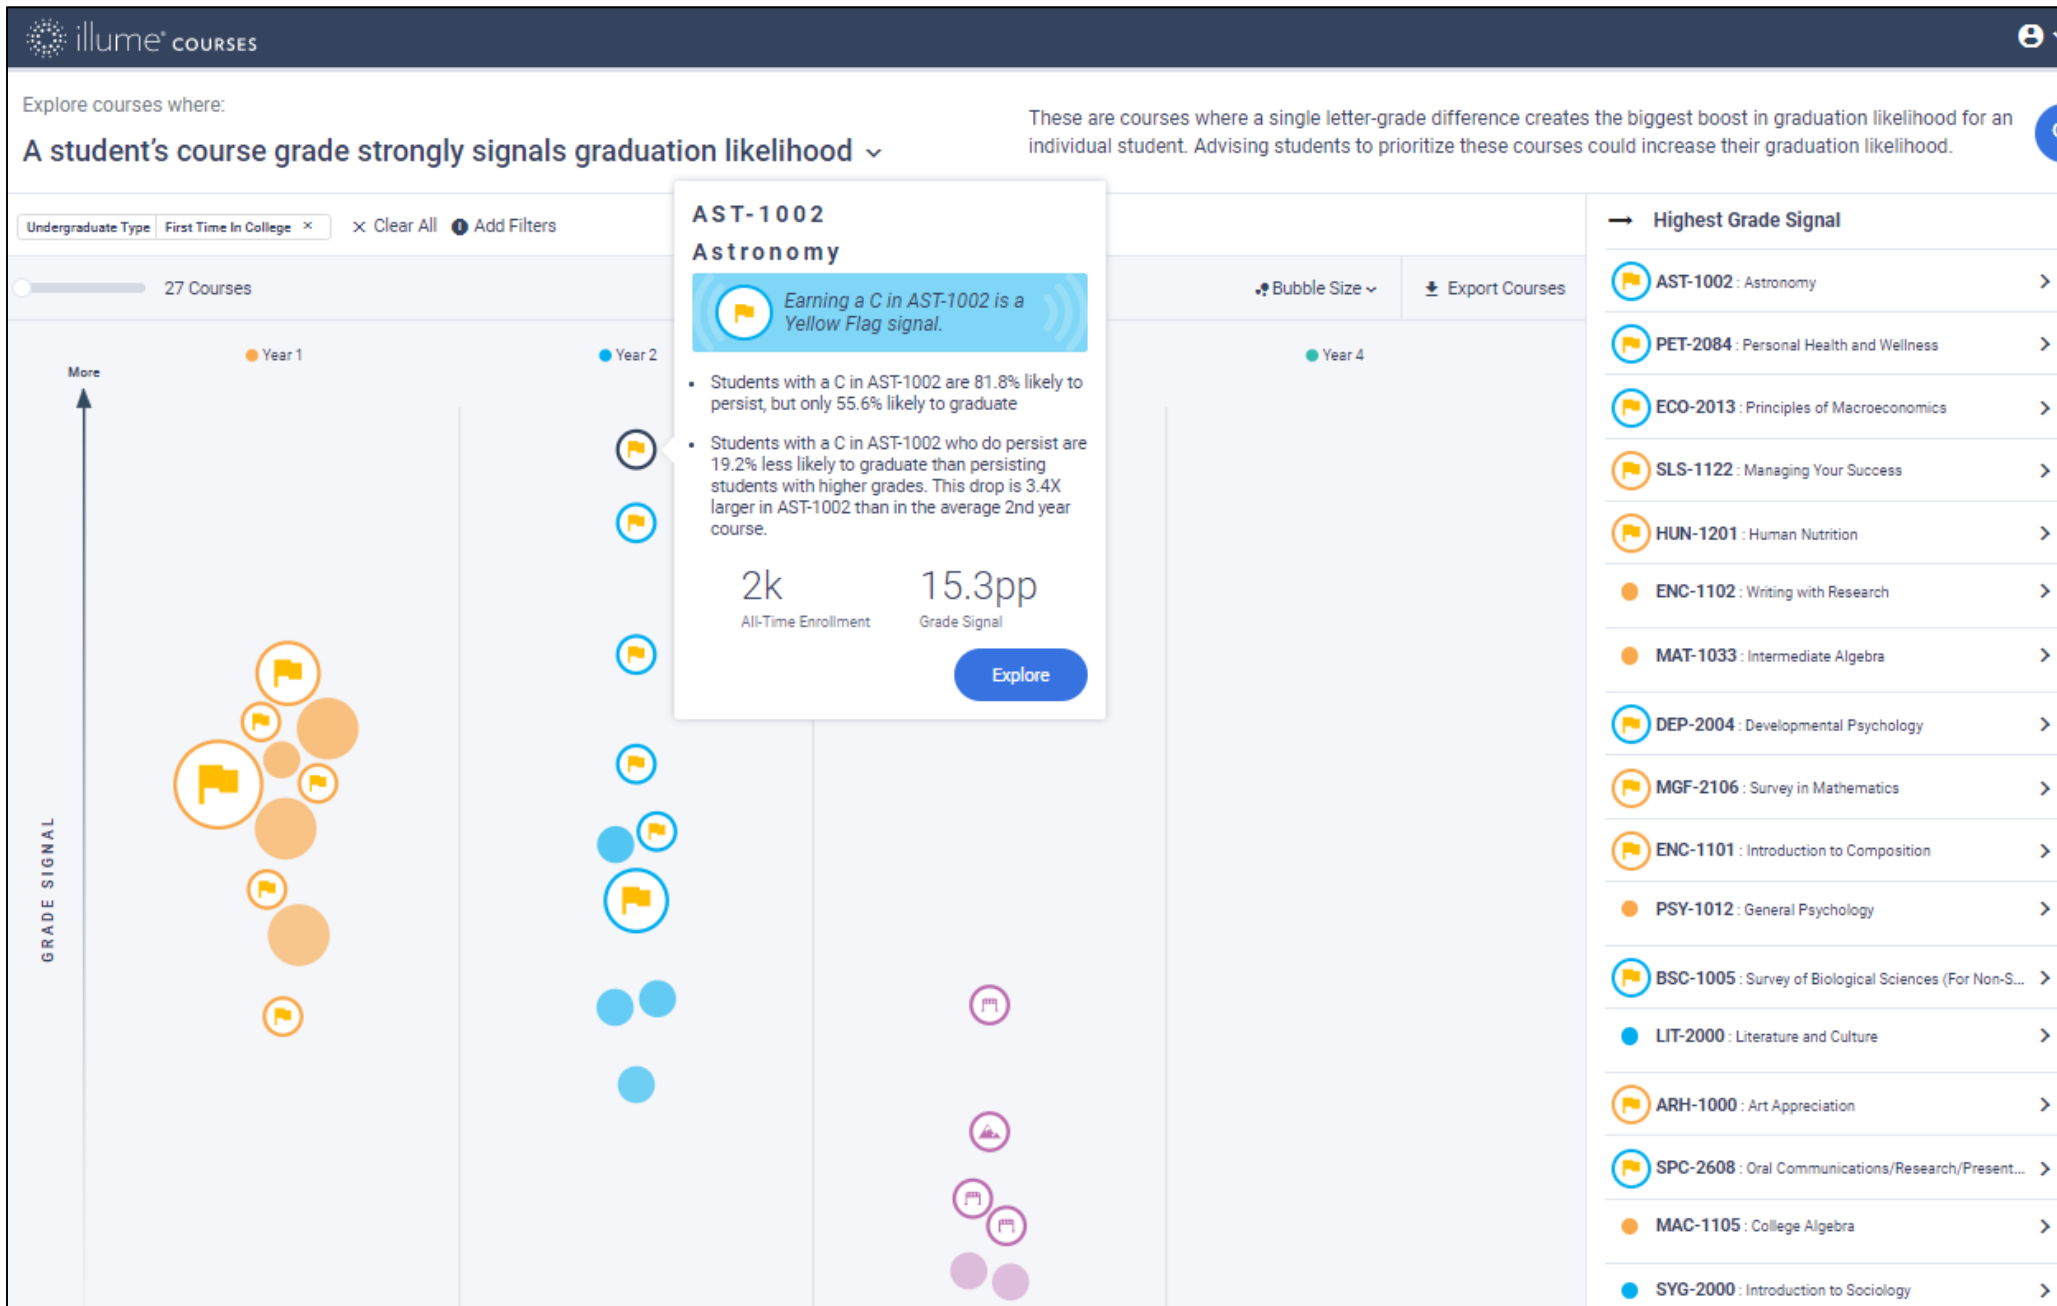 illume® COURSES
Explore courses where:
A student's course grade strongly signals graduation likelihood
These are courses where a single letter-grade difference creates the biggest boost in graduation likelihood for an
individual student. Advising students to prioritize these courses could increase their graduation likelihood.
Undergraduate Type First Time In College × × Clear All Add Filters
27 Courses
Bubble Size
Export Courses
Year 1
Year 2
Year 4
More
GRADE SIGNAL
AST-1002
Astronomy
Earning a C in AST-1002 is a
Yellow Flag signal.
• Students with a C in AST-1002 are 81.8% likely to
persist, but only 55.6% likely to graduate
• Students with a C in AST-1002 who do persist are
19.2% less likely to graduate than persisting
students with higher grades. This drop is 3.4X
larger in AST-1002 than in the average 2nd year
course.
2k 15.3pp
All-Time Enrollment Grade Signal
Explore
→ Highest Grade Signal
AST-1002 : Astronomy
PET-2084 : Personal Health and Wellness
ECO-2013 : Principles of Macroeconomics
SLS-1122 : Managing Your Success
HUN-1201 : Human Nutrition
ENC-1102 : Writing with Research
MAT-1033 : Intermediate Algebra
DEP-2004 : Developmental Psychology
MGF-2106 : Survey in Mathematics
ENC-1101 : Introduction to Composition
PSY-1012 : General Psychology
BSC-1005 : Survey of Biological Sciences (For Non-S...
LIT-2000 : Literature and Culture
ARH-1000 : Art Appreciation
SPC-2608 : Oral Communications/Research/Present...
MAC-1105 : College Algebra
SYG-2000 : Introduction to Sociology